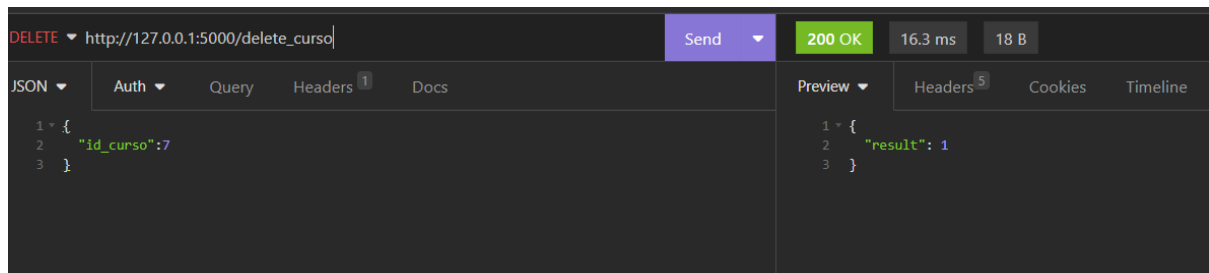 DELETE http://127.0.0.1:5000/delete_curso Send 200 OK 16.3 ms 18 B
JSON Auth Query Headers 1 Docs Preview Headers 5 Cookies Timeline
1 {
2 "id_curso":7
3 }
1 {
2 "result": 1
3 }